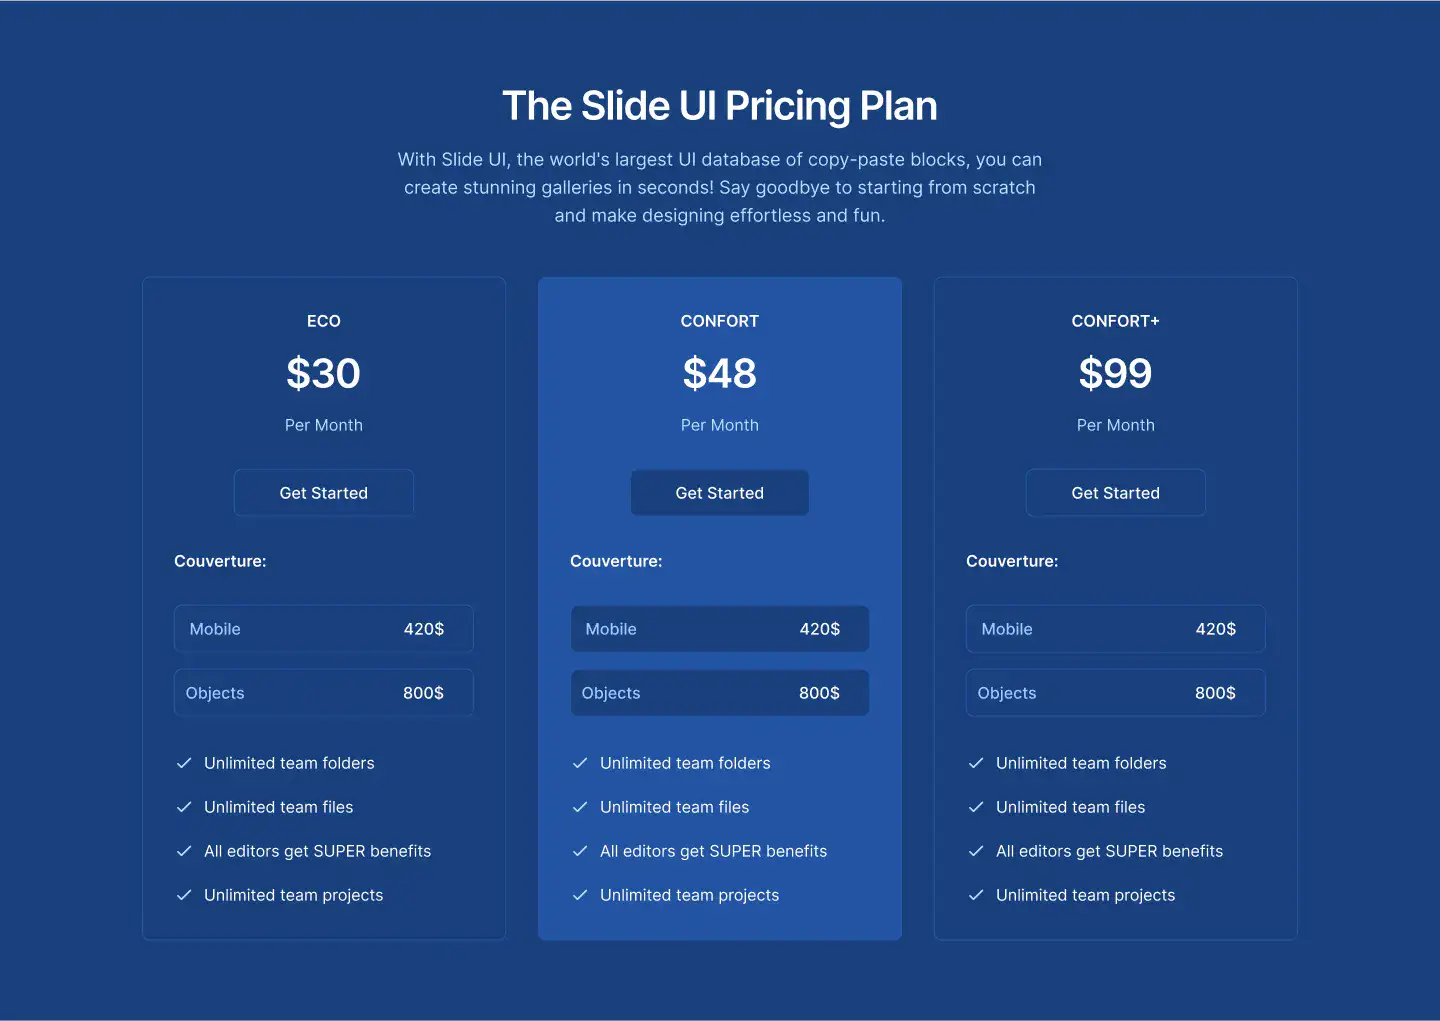 The Slide UI Pricing Plan
With Slide UI, the world's largest UI database of copy-paste blocks, you can
create stunning galleries in seconds! Say goodbye to starting from scratch
and make designing effortless and fun.
ECO
$30
Per Month
Get Started
Couverture:
Mobile 420$
Objects 800$
Unlimited team folders
Unlimited team files
All editors get SUPER benefits
Unlimited team projects
CONFORT
$48
Per Month
Get Started
Couverture:
Mobile 420$
Objects 800$
Unlimited team folders
Unlimited team files
All editors get SUPER benefits
Unlimited team projects
CONFORT+
$99
Per Month
Get Started
Couverture:
Mobile 420$
Objects 800$
Unlimited team folders
Unlimited team files
All editors get SUPER benefits
Unlimited team projects